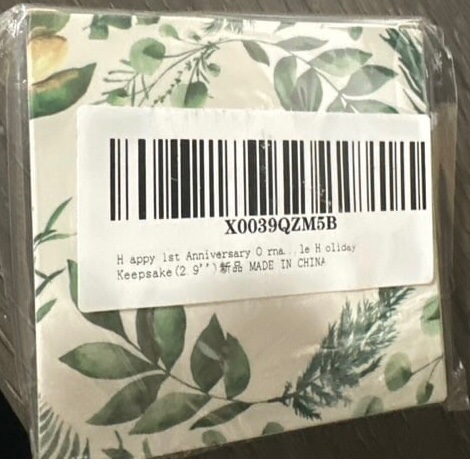 X0039QZM5B
H appy 1st Anniversary O rna...le H oliday
Keepsake(2.9'')新品 MADE IN CHINA